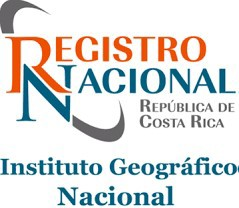 REGISTRO
NACIONAL
REPÚBLICA DE
COSTA RICA
Instituto Geográfico
Nacional